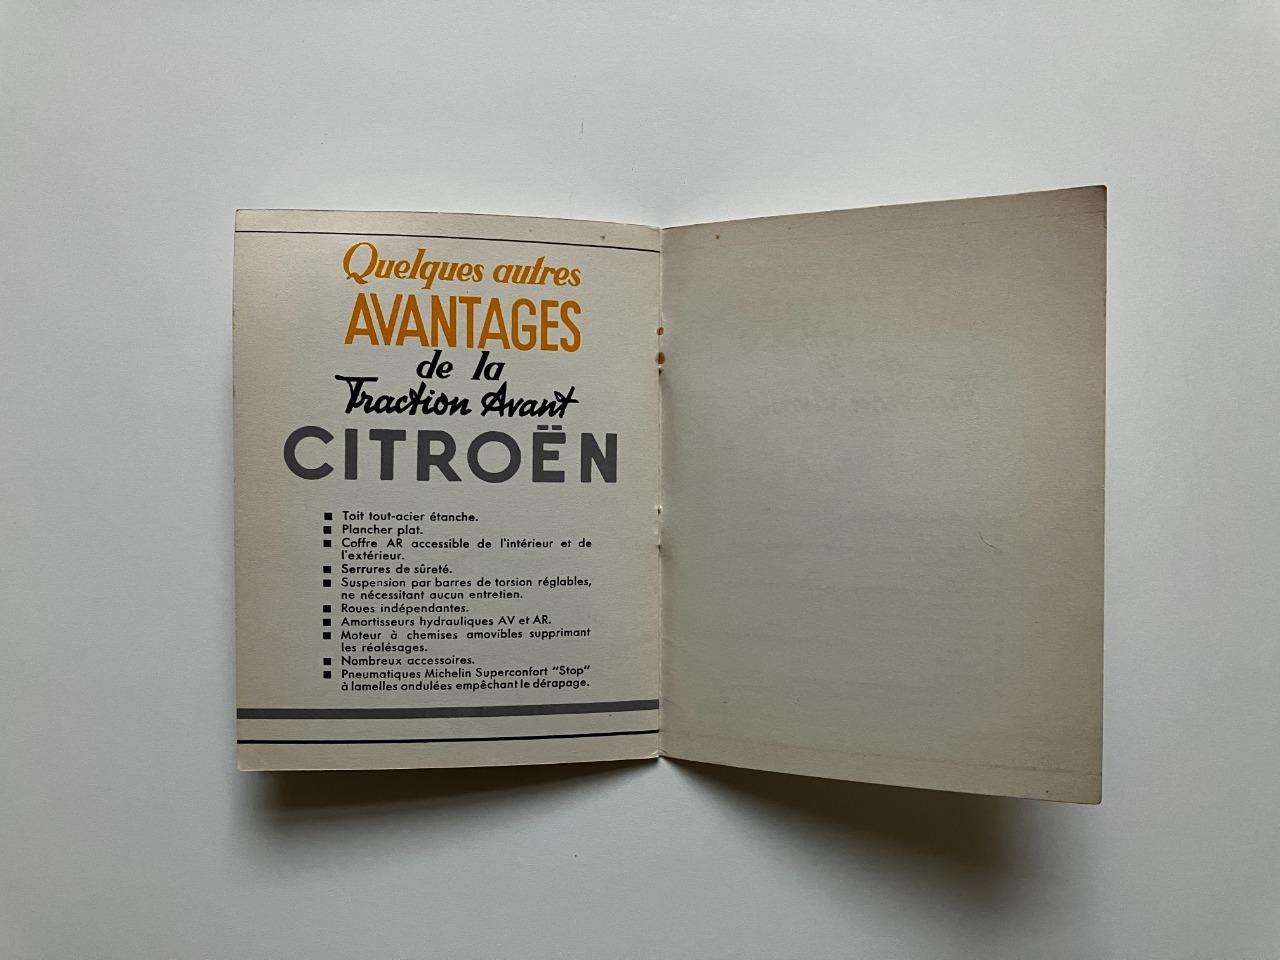 Quelques autres
AVANTAGES
de la
Traction Avant
CITROËN
■ Toit tout-acier étanche.
■ Plancher plat.
■ Coffre AR accessible de l'intérieur et de
l'extérieur.
■ Serrures de sûreté.
■ Suspension par barres de torsion réglables,
ne nécessitant aucun entretien.
■ Roues indépendantes.
■ Amortisseurs hydrauliques AV et AR.
■ Moteur à chemises amovibles supprimant
les réalésages.
■ Nombreux accessoires.
■ Pneumatiques Michelin Superconfort "Stop"
à lamelles ondulées empêchant le dérapage.